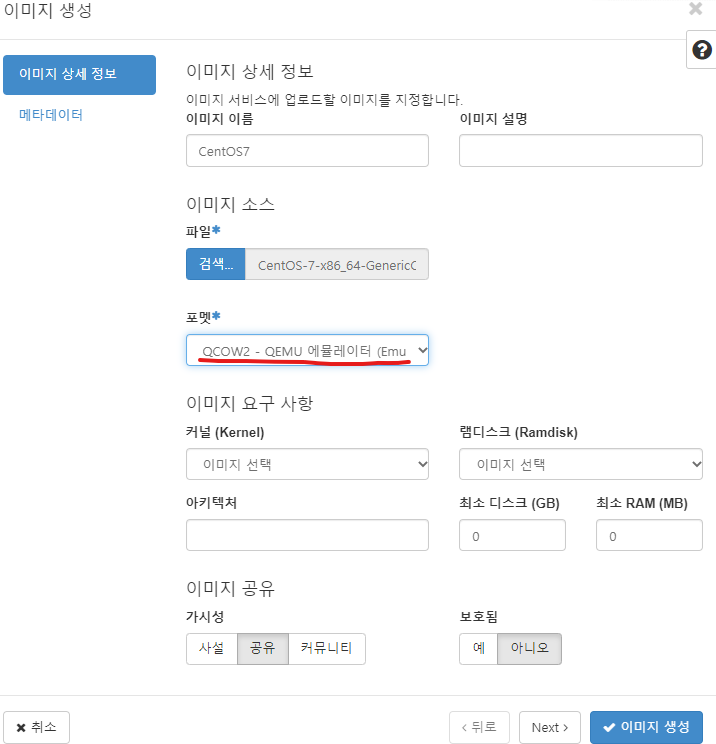 이미지 생성
이미지 상세 정보
메타데이터
이미지 상세 정보
이미지 서비스에 업로드할 이미지를 지정합니다.
이미지 이름 이미지 설명
CentOS7
이미지 소스
파일*
검색... CentOS-7-x86_64-GenericC
포멧*
QCOW2 - QEMU 에뮬레이터 (Emu
이미지 요구 사항
커널 (Kernel) 램디스크 (Ramdisk)
이미지 선택 이미지 선택
아키텍처 최소 디스크 (GB) 최소 RAM (MB)
0 0
이미지 공유
가시성 보호됨
사설 공유 커뮤니티 예 아니오
× 취소 < 뒤로 Next > ✔ 이미지 생성